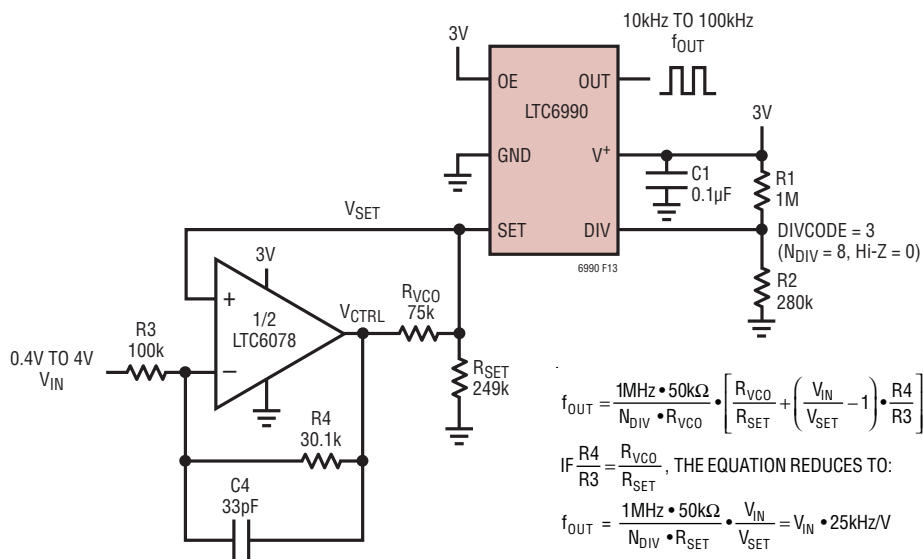 10kHz TO 100kHz
fOUT
3V
OE
OUT
LTC6990
3V
GND
V+
C1
0.1µF
R1
1M
VSET
SET
DIV
DIVCODE = 3
(NDIV = 8, Hi-Z = 0)
6990 F13
R2
280k
3V
+
1/2
LTC6078
–
VCTRL
RVCO
75k
RSET
249k
R3
100k
0.4V TO 4V
VIN
R4
30.1k
C4
33pF
fOUT = 1MHz • 50kΩ / NDIV • RVCO • [RVCO / RSET + (VIN / VSET – 1) • R4 / R3]
IF R4 / R3 = RVCO / RSET , THE EQUATION REDUCES TO:
fOUT = 1MHz • 50kΩ / NDIV • RSET • VIN / VSET = VIN • 25kHz/V